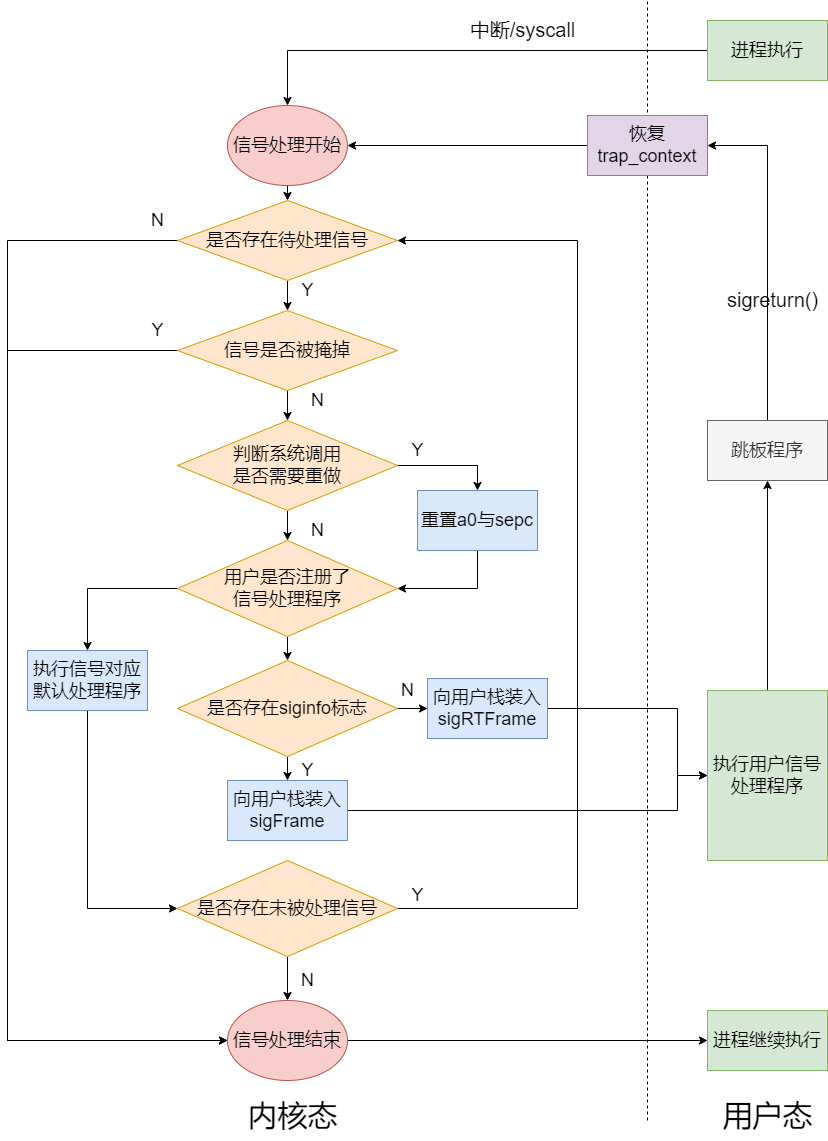 中断/syscall
进程执行
信号处理开始
恢复
trap_context
N
是否存在待处理信号
Y
sigreturn()
Y
信号是否被掩掉
N
判断系统调用
是否需要重做
Y
跳板程序
重置a0与sepc
N
用户是否注册了
信号处理程序
执行信号对应
默认处理程序
是否存在siginfo标志
N
向用户栈装入
sigRTFrame
Y
向用户栈装入
sigFrame
执行用户信号
处理程序
是否存在未被处理信号
Y
N
信号处理结束
进程继续执行
内核态
用户态